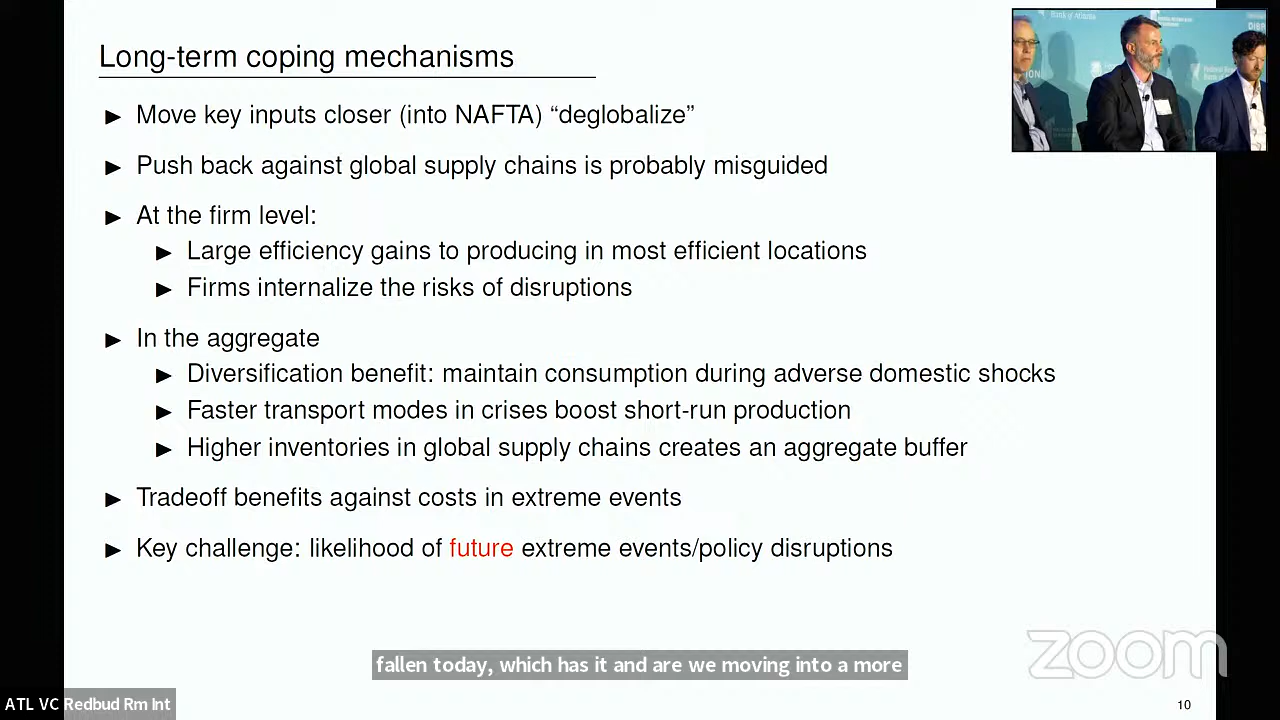 Long-term coping mechanisms
▶ Move key inputs closer (into NAFTA) “deglobalize”
▶ Push back against global supply chains is probably misguided
▶ At the firm level:
▶ Large efficiency gains to producing in most efficient locations
▶ Firms internalize the risks of disruptions
▶ In the aggregate
▶ Diversification benefit: maintain consumption during adverse domestic shocks
▶ Faster transport modes in crises boost short-run production
▶ Higher inventories in global supply chains creates an aggregate buffer
▶ Tradeoff benefits against costs in extreme events
▶ Key challenge: likelihood of future extreme events/policy disruptions
Bank of Atlanta
zoom
fallen today, which has it and are we moving into a more
ATL VC Redbud Rm Int
10